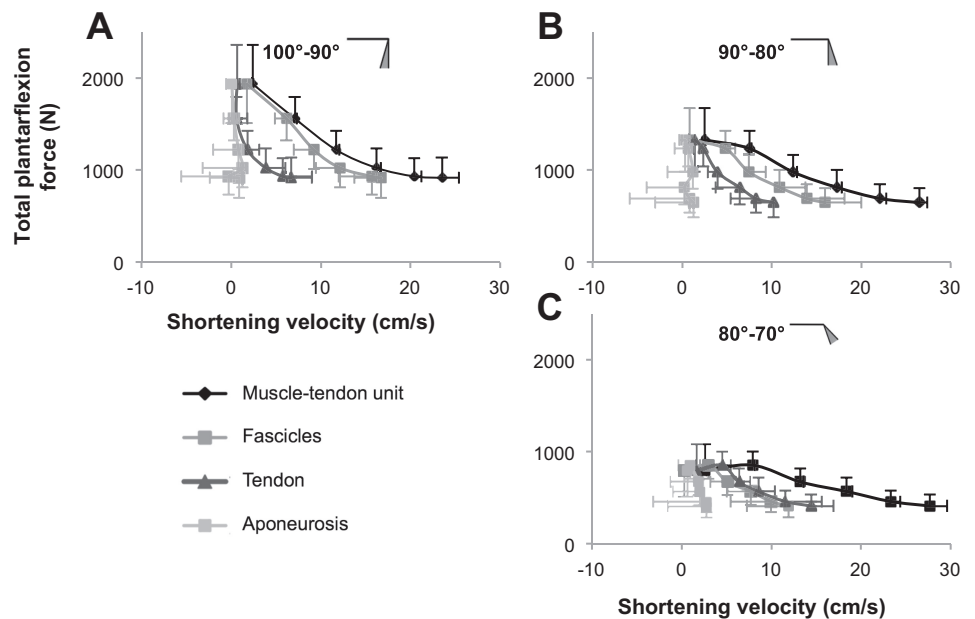 A
100°-90°
Total plantarflexion
force (N)
2000
1000
0
-10
0
10
20
30
Shortening velocity (cm/s)
B
90°-80°
2000
1000
0
-10
0
10
20
30
C
80°-70°
2000
1000
0
-10
0
10
20
30
Shortening velocity (cm/s)
Muscle-tendon unit
Fascicles
Tendon
Aponeurosis